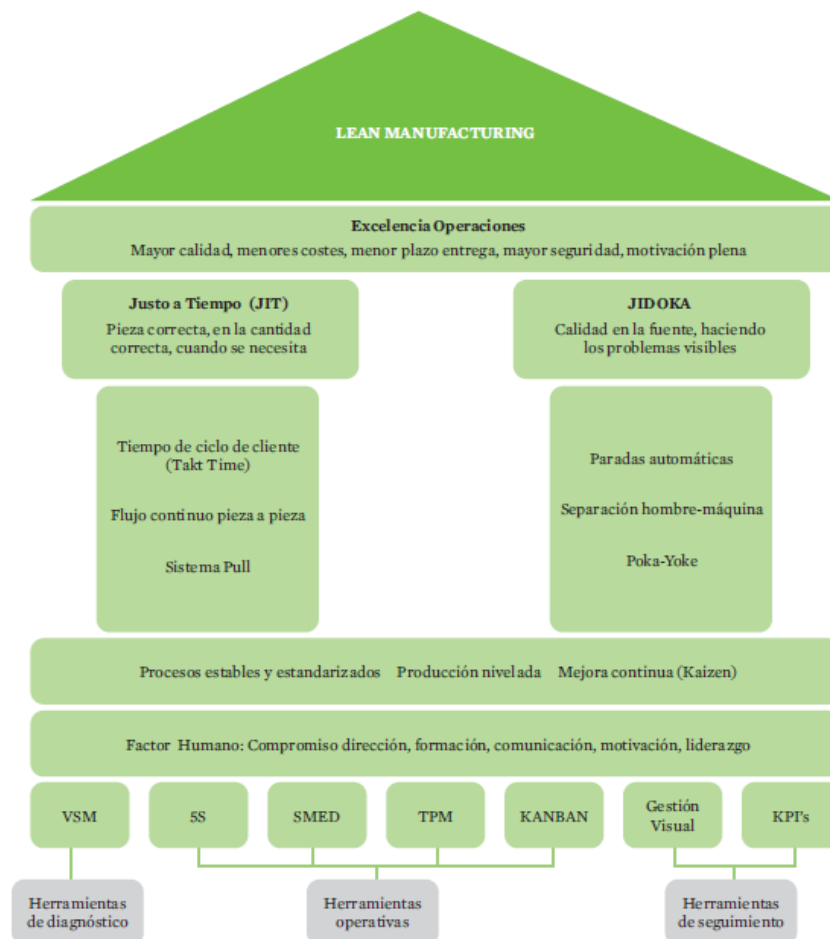 LEAN MANUFACTURING
Excelencia Operaciones
Mayor calidad, menores costes, menor plazo entrega, mayor seguridad, motivación plena
Justo a Tiempo (JIT)
Pieza correcta, en la cantidad
correcta, cuando se necesita
JIDOKA
Calidad en la fuente, haciendo
los problemas visibles
Tiempo de ciclo de cliente
(Takt Time)
Flujo continuo pieza a pieza
Sistema Pull
Paradas automáticas
Separación hombre-máquina
Poka-Yoke
Procesos estables y estandarizados Producción nivelada Mejora continua (Kaizen)
Factor Humano: Compromiso dirección, formación, comunicación, motivación, liderazgo
VSM
5S
SMED
TPM
KANBAN
Gestión
Visual
KPI's
Herramientas
de diagnóstico
Herramientas
operativas
Herramientas
de seguimiento